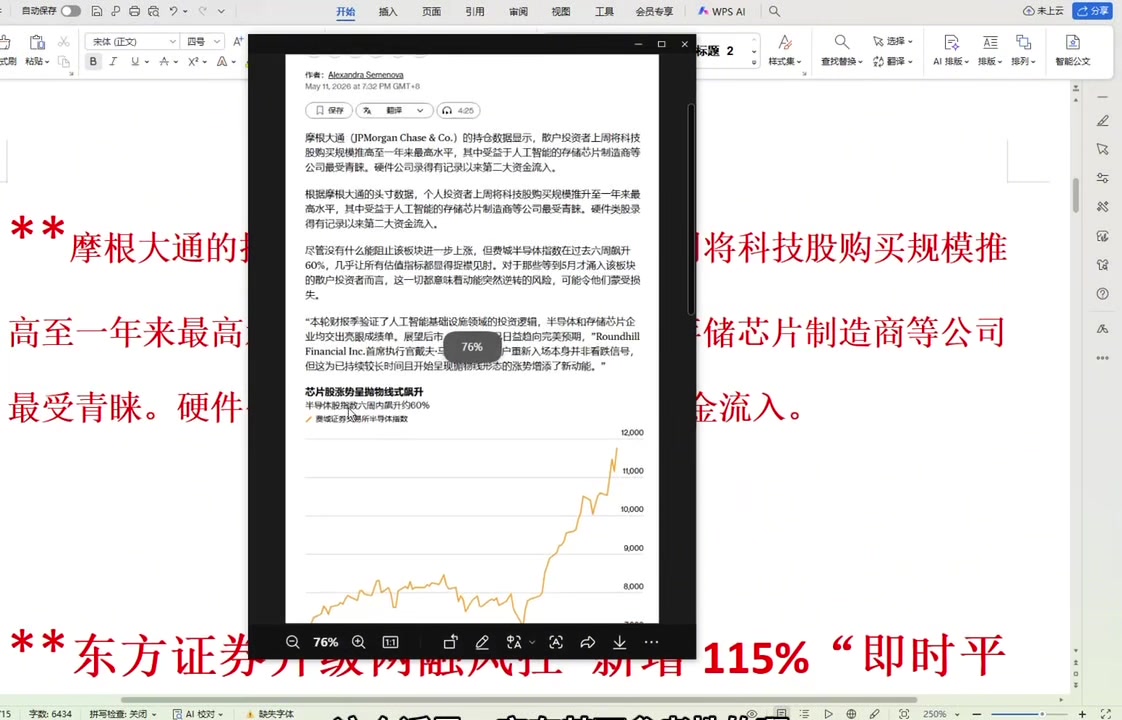 自动保存
开始 插入 页面 引用 审阅 视图 工具 会员专享 WPS AI
未上云 分享
式刷 粘贴 宋体 (正文) 四号
B I U A X² A
标题 2 样式集 查找替换 选择 翻译 AI 排版 排版 排列 智能公文
作者： Alexandra Semenova
May 11, 2026 at 7:32 PM GMT+8
保存 翻译 4:25
摩根大通（JPMorgan Chase & Co.）的持仓数据显示，散户投资者上周将科技
股购买规模推高至一年来最高水平，其中受益于人工智能的存储芯片制造商等
公司最受青睐。硬件公司录得有记录以来第二大资金流入。
根据摩根大通的头寸数据，个人投资者上周将科技股购买规模推升至一年来最
高水平，其中受益于人工智能的存储芯片制造商等公司最受青睐。硬件类股录
得有记录以来第二大资金流入。
尽管没有什么能阻止该板块进一步上涨，但费城半导体指数在过去六周飙升
60%，几乎让所有估值指标都显得捉襟见肘。对于那些等到5月才涌入该板块
的散户投资者而言，这一切都意味着动能突然逆转的风险，可能令他们蒙受损
失。
“本轮财报季验证了人工智能基础设施领域的投资逻辑，半导体和存储芯片企
业均交出亮眼成绩单。展望后市 日益趋向完美预期，”Roundhill
Financial Inc.首席执行官戴夫· 户重新入场本身并非看跌信号，
但这为已持续较长时间且开始呈现抛物线形态的涨势增添了新动能。”
76%
芯片股涨势呈抛物线式飙升
半导体股指数六周内飙升约60%
费城证券交易所半导体指数
12,000
11,000
10,000
9,000
8,000
76% 1:1
**摩根大通的 将科技股购买规模推
高至一年来最高 存储芯片制造商等公司
最受青睐。硬件 金流入。
**东方证券升级两融风控 新增 115%“即时平
/15 字数: 6434 拼写检查: 关闭 AI 校对 缺失字体 250%